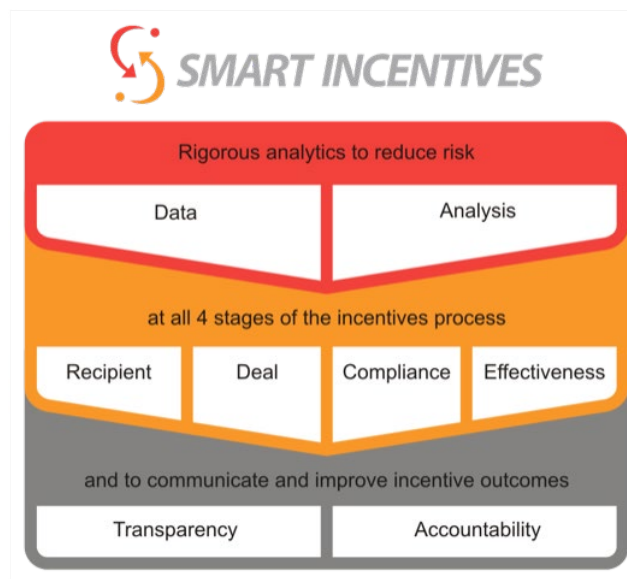 SMART INCENTIVES
Rigorous analytics to reduce risk
Data
Analysis
at all 4 stages of the incentives process
Recipient
Deal
Compliance
Effectiveness
and to communicate and improve incentive outcomes
Transparency
Accountability